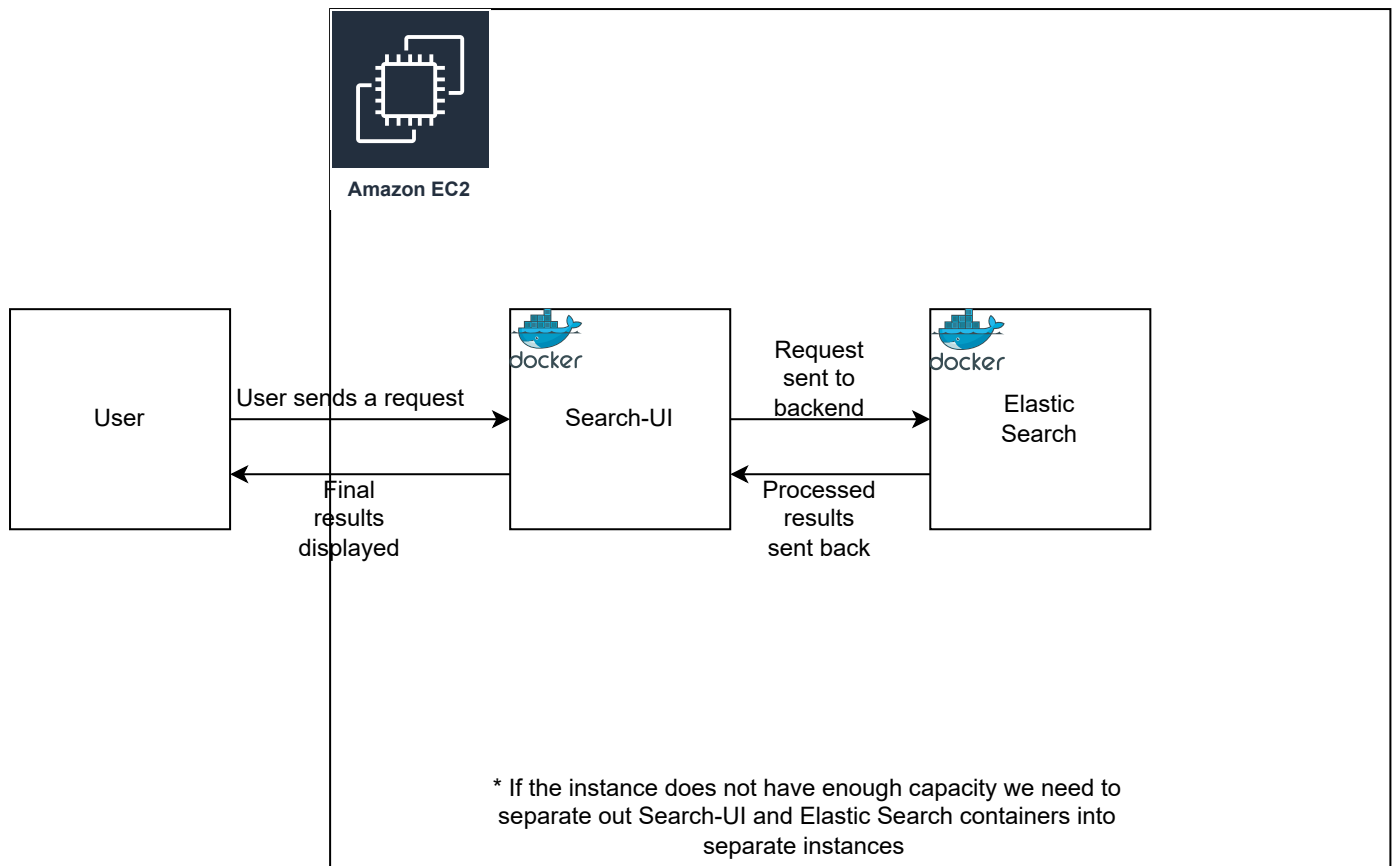 Amazon EC2
User
User sends a request
Final
results
displayed
docker
Search-UI
Request
sent to
backend
Processed
results
sent back
docker
Elastic
Search
* If the instance does not have enough capacity we need to
separate out Search-UI and Elastic Search containers into
separate instances